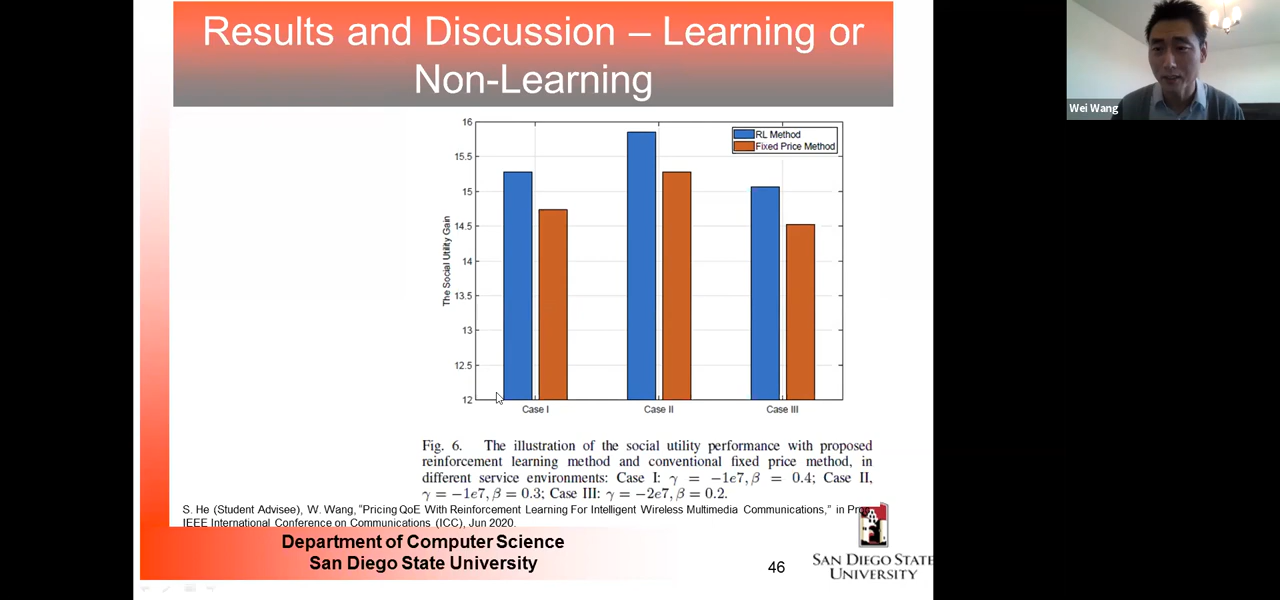 Results and Discussion – Learning or
Non-Learning
Wei Wang
16
15.5
15
14.5
14
13.5
13
12.5
12
The Social Utility Gain
RL Method
Fixed Price Method
Case I
Case II
Case III
Fig. 6. The illustration of the social utility performance with proposed
reinforcement learning method and conventional fixed price method, in
different service environments: Case I: γ = −1e7, β = 0.4; Case II,
γ = −1e7, β = 0.3; Case III: γ = −2e7, β = 0.2.
S. He (Student Advisee), W. Wang, “Pricing QoE With Reinforcement Learning For Intelligent Wireless Multimedia Communications,” in
IEEE International Conference on Communications (ICC), Jun 2020.
Department of Computer Science
San Diego State University
46
SAN DIEGO STATE
UNIVERSITY